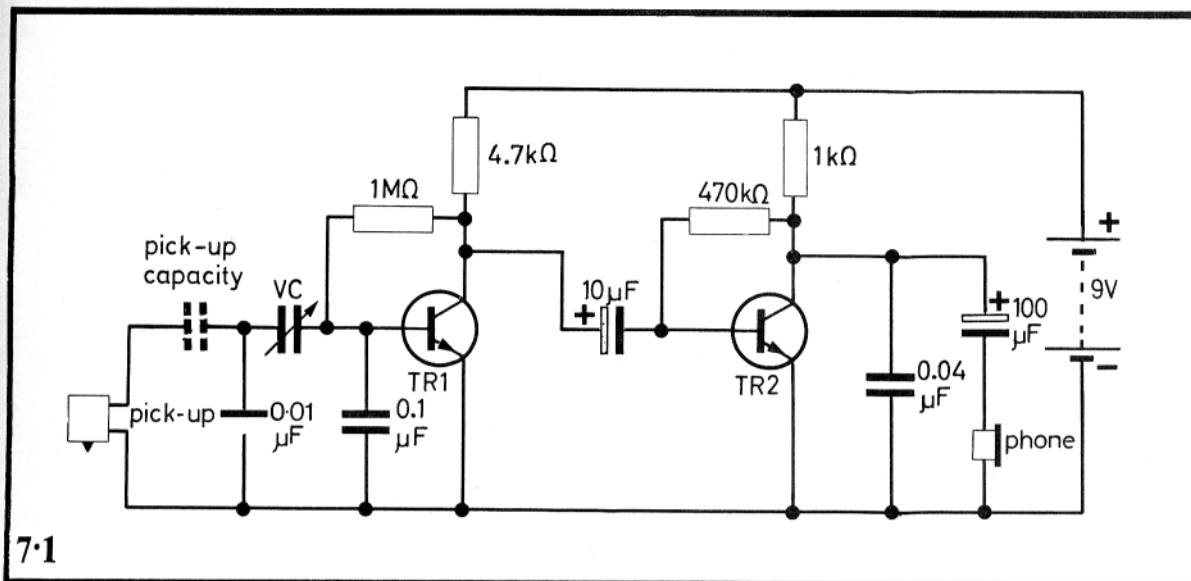 4.7kΩ
1kΩ
1MΩ
470kΩ
pick-up
capacity
VC
10µF
+
+
100
µF
+
9V
−
TR1
TR2
pick-up
0·01
µF
0.1
µF
0.04
µF
phone
7·1